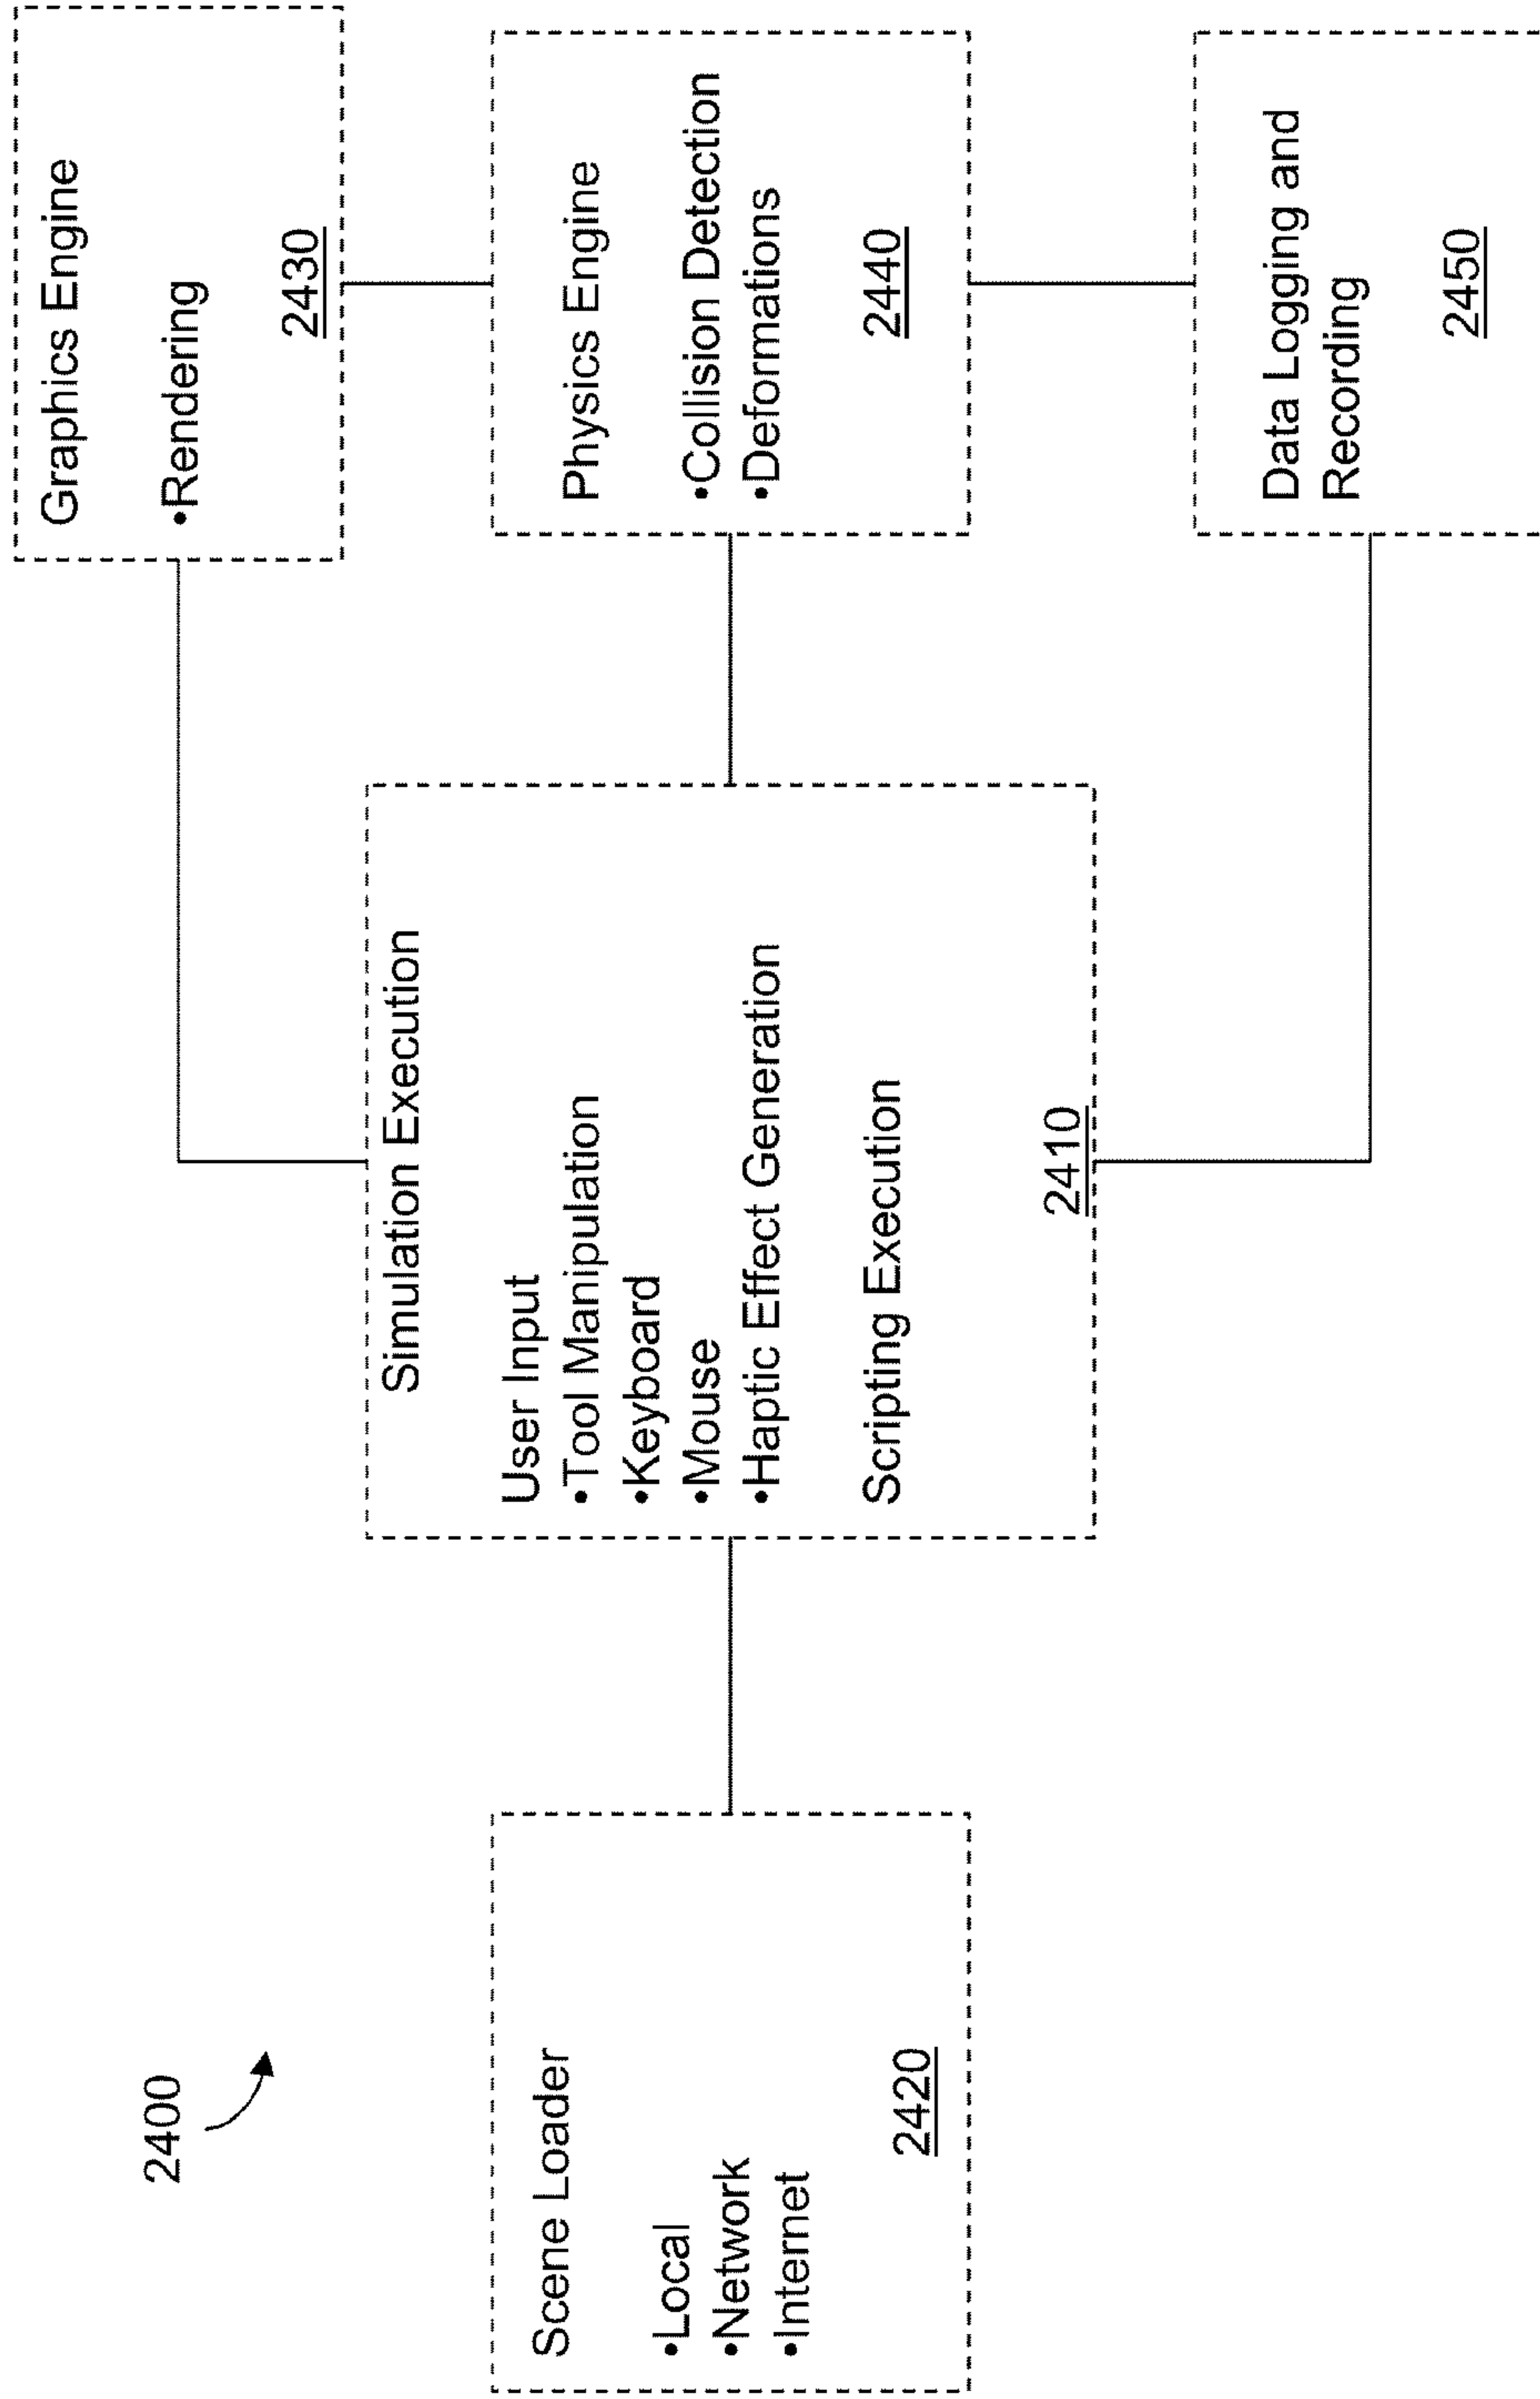 2400
Scene Loader
•Local
•Network
•Internet
2420
Simulation Execution
User Input
•Tool Manipulation
•Keyboard
•Mouse
•Haptic Effect Generation
Scripting Execution
2410
Graphics Engine
•Rendering
2430
Physics Engine
•Collision Detection
•Deformations
2440
Data Logging and
Recording
2450